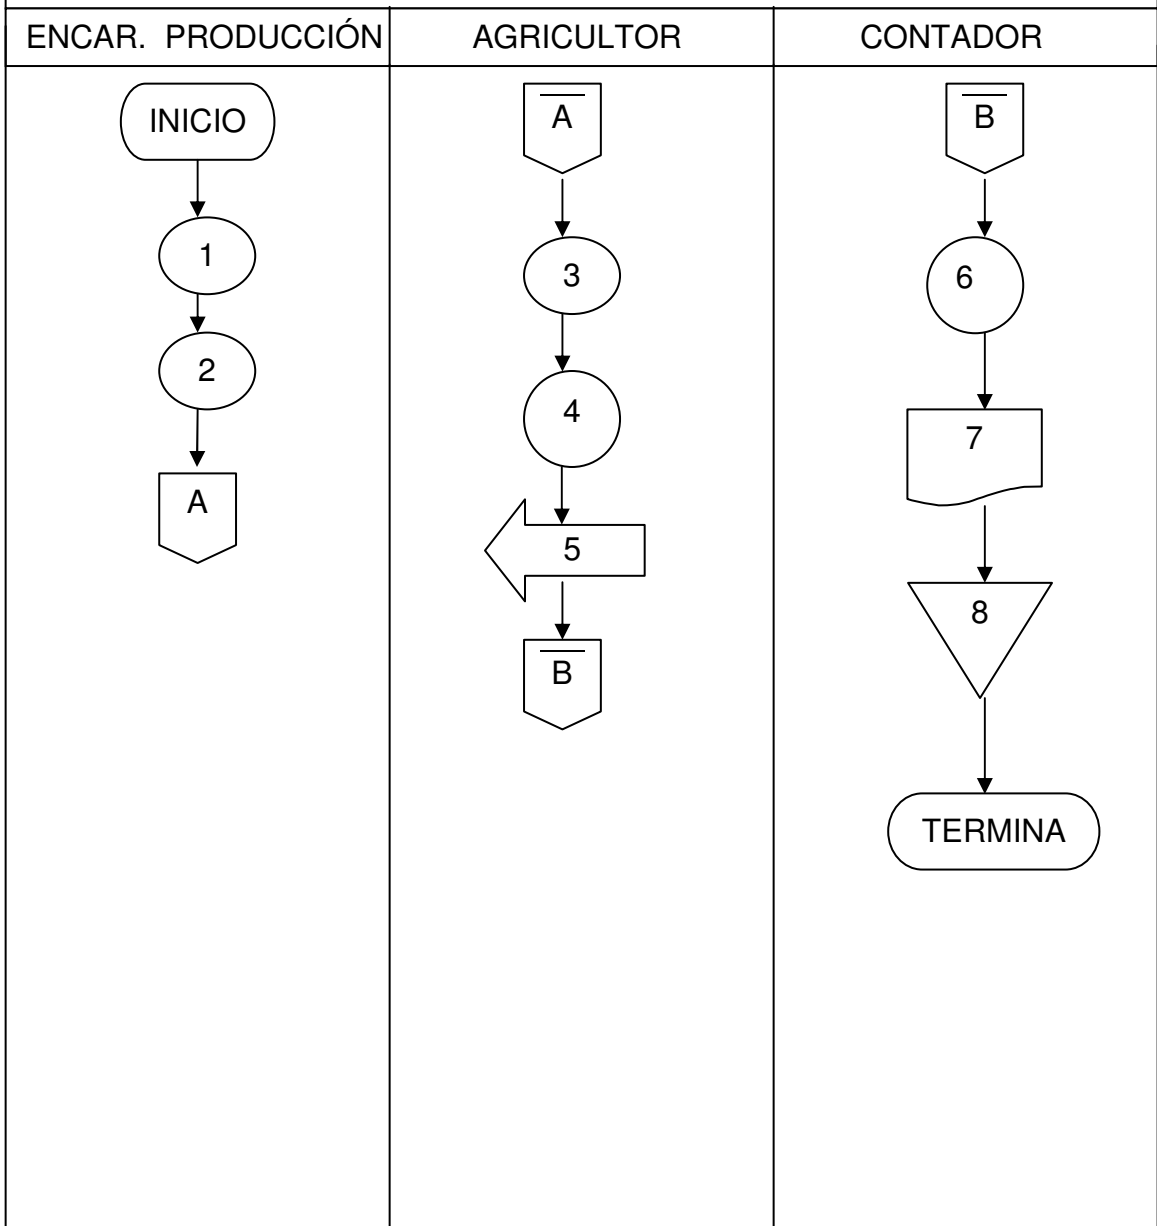 ENCAR. PRODUCCIÓN
AGRICULTOR
CONTADOR
INICIO
1
2
A
A
3
4
5
B
B
6
7
8
TERMINA